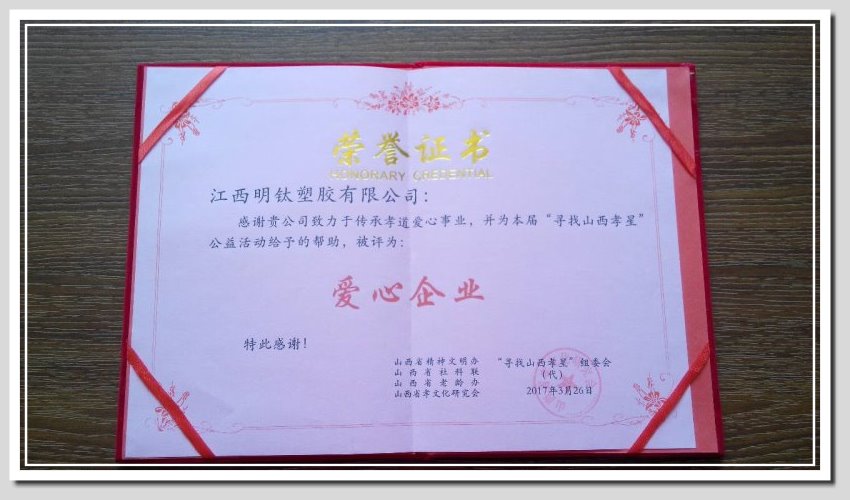 荣誉证书
HONORARY CREDENTIAL
江西明钛塑胶有限公司：
感谢贵公司致力于传承孝道爱心事业，并为本届“寻找山西孝星”
公益活动给予的帮助，被评为：
爱心企业
特此感谢！
山西省精神文明办
山西省社科联
山西省老龄办
山西省孝文化研究会
“寻找山西孝星”组委会
（代）
2017年3月26日